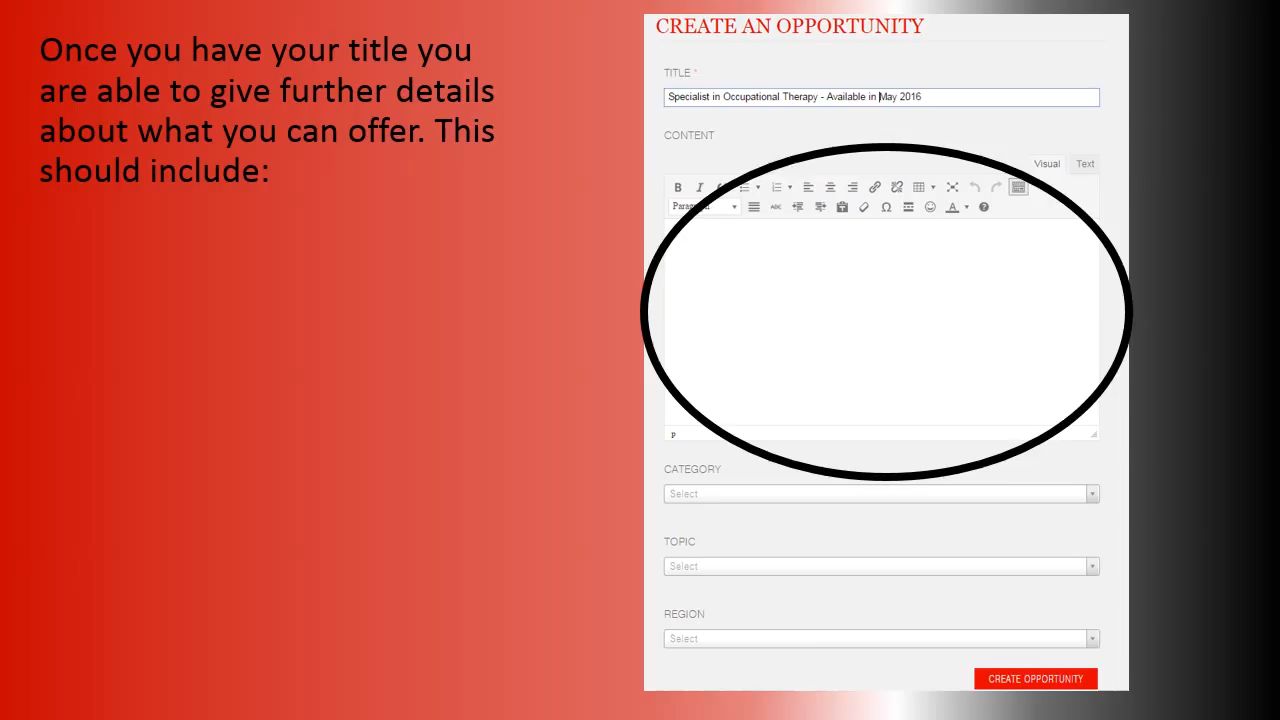 Once you have your title you
are able to give further details
about what you can offer. This
should include:
CREATE AN OPPORTUNITY
TITLE *
Specialist in Occupational Therapy - Available in May 2016
CONTENT
Visual Text
B I
ABC
P
CATEGORY
Select
TOPIC
Select
REGION
Select
CREATE OPPORTUNITY